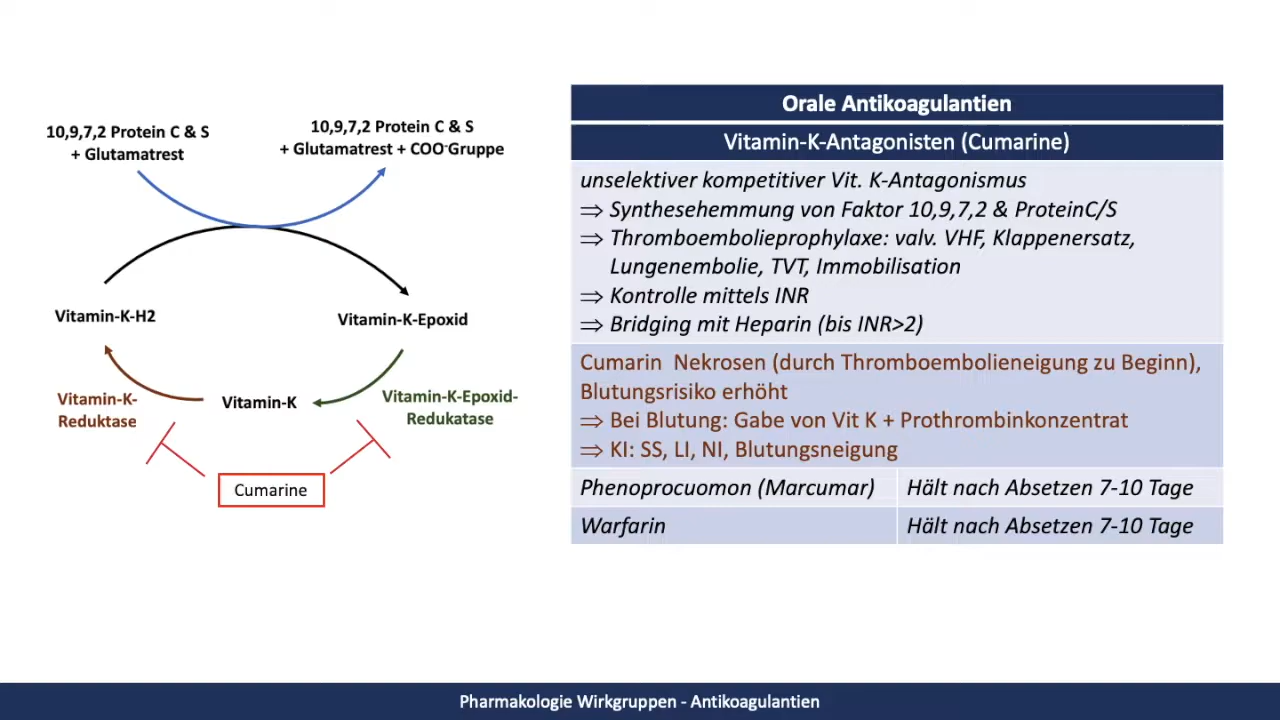 10,9,7,2 Protein C & S
+ Glutamatrest
10,9,7,2 Protein C & S
+ Glutamatrest + COO⁻Gruppe
Vitamin-K-H2
Vitamin-K-Epoxid
Vitamin-K-
Reduktase
Vitamin-K
Vitamin-K-Epoxid-
Redukatase
Cumarine
Orale Antikoagulantien
Vitamin-K-Antagonisten (Cumarine)
unselektiver kompetitiver Vit. K-Antagonismus
⇒ Synthesehemmung von Faktor 10,9,7,2 & ProteinC/S
⇒ Thromboembolieprophylaxe: valv. VHF, Klappenersatz,
Lungenembolie, TVT, Immobilisation
⇒ Kontrolle mittels INR
⇒ Bridging mit Heparin (bis INR>2)
Cumarin Nekrosen (durch Thromboembolieneigung zu Beginn),
Blutungsrisiko erhöht
⇒ Bei Blutung: Gabe von Vit K + Prothrombinkonzentrat
⇒ KI: SS, LI, NI, Blutungsneigung
Phenoprocuomon (Marcumar) Hält nach Absetzen 7-10 Tage
Warfarin Hält nach Absetzen 7-10 Tage
Pharmakologie Wirkgruppen - Antikoagulantien